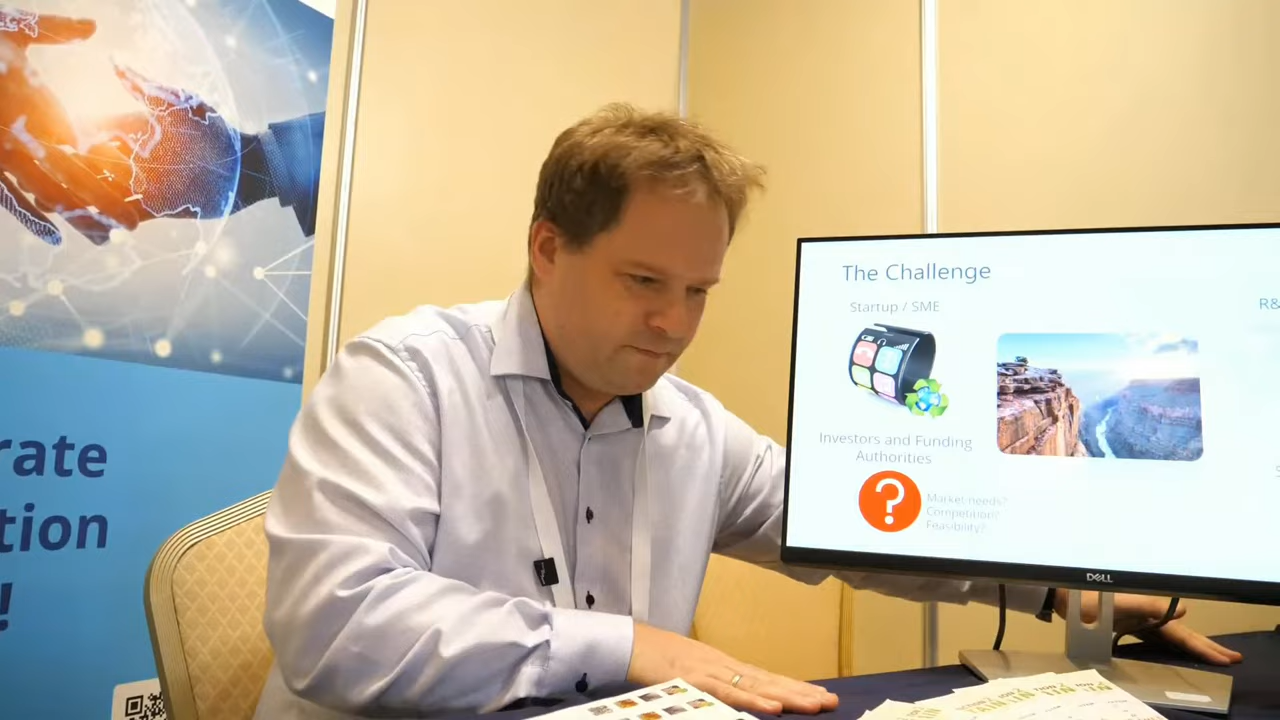 rate
tion
!
The Challenge
Startup / SME
R&
Investors and Funding
Authorities
Market needs?
Competition?
Feasibility?
DELL